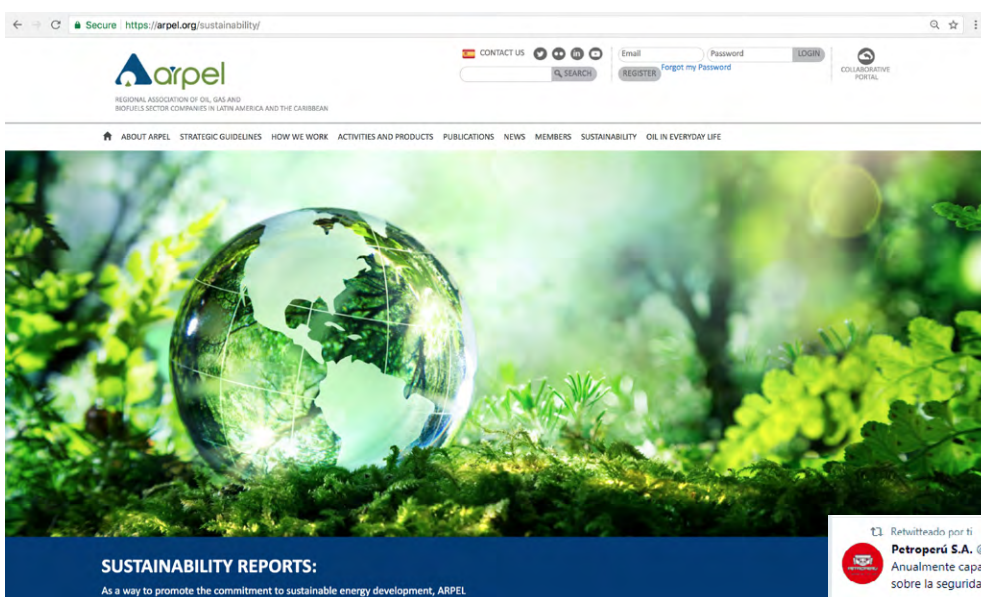 Secure https://arpel.org/sustainability/
arpel
REGIONAL ASSOCIATION OF OIL, GAS AND
BIOFUELS SECTOR COMPANIES IN LATIN AMERICA AND THE CARIBBEAN
CONTACT US
in
SEARCH
Email
Password
LOGIN
REGISTER
Forgot my Password
COLLABORATIVE
PORTAL
ABOUT ARPEL STRATEGIC GUIDELINES HOW WE WORK ACTIVITIES AND PRODUCTS PUBLICATIONS NEWS MEMBERS SUSTAINABILITY OIL IN EVERYDAY LIFE
SUSTAINABILITY REPORTS:
As a way to promote the commitment to sustainable energy development, ARPEL
Retwitteado por ti
PETROPERU
Petroperú S.A.
Anualmente capa
sobre la segurida